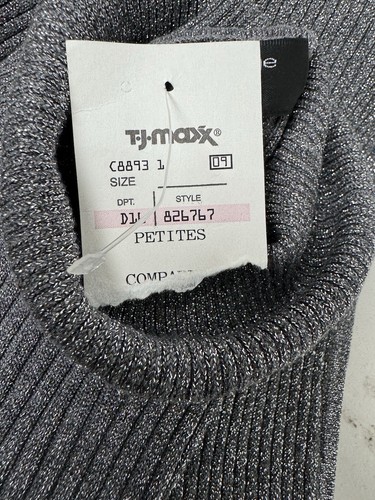 e
T·J·maxx®
C8893 1 09
SIZE
DPT. STYLE
826767
PETITES